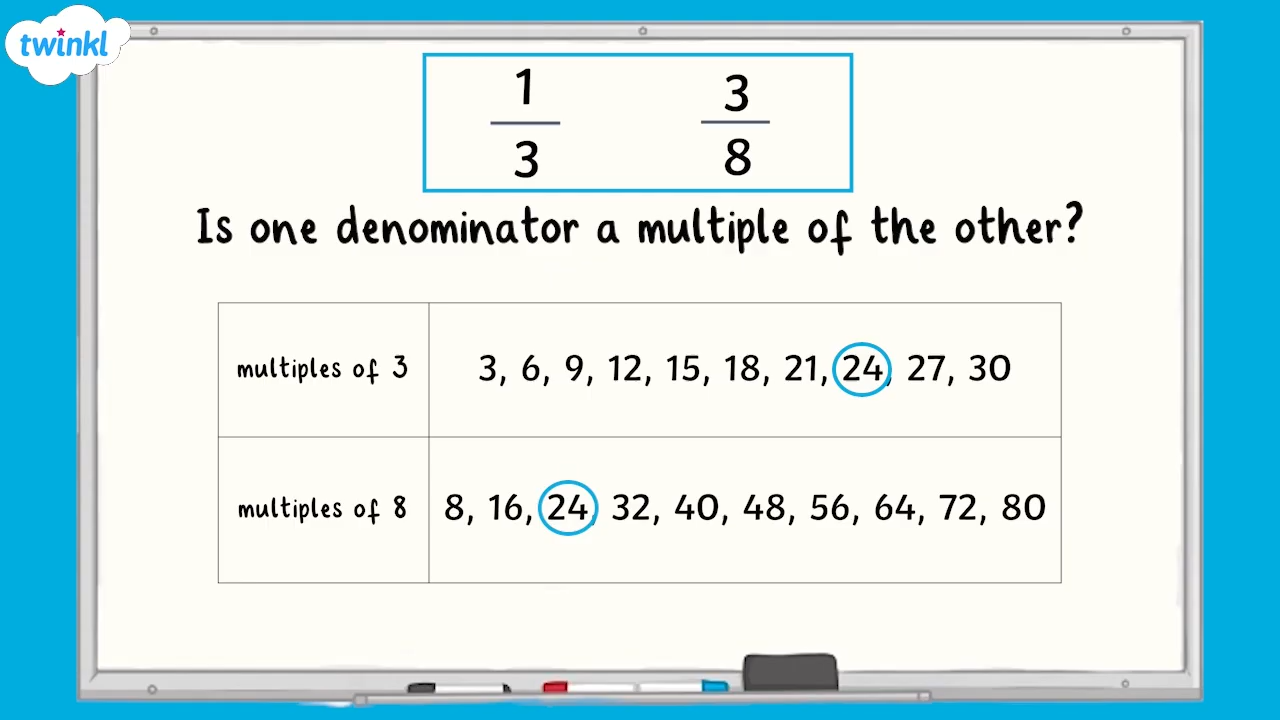 twinkl
1 3
3 8
Is one denominator a multiple of the other?
multiples of 3 3, 6, 9, 12, 15, 18, 21, 24, 27, 30
multiples of 8 8, 16, 24, 32, 40, 48, 56, 64, 72, 80